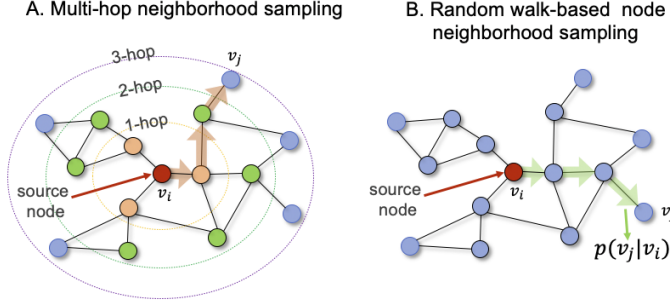 A. Multi-hop neighborhood sampling
3-hop
2-hop
1-hop
v_j
source
node
v_i
B. Random walk-based node
neighborhood sampling
source
node
v_i
p(v_j|v_i)